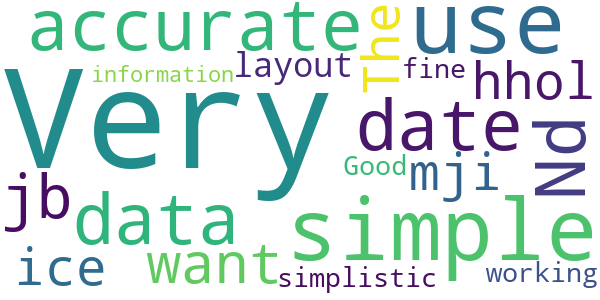 accurate
use
The
layout
fine
information
Very
hhol
date
Nd
Good
mji
jb
data
simple
want
ice
simplistic
working